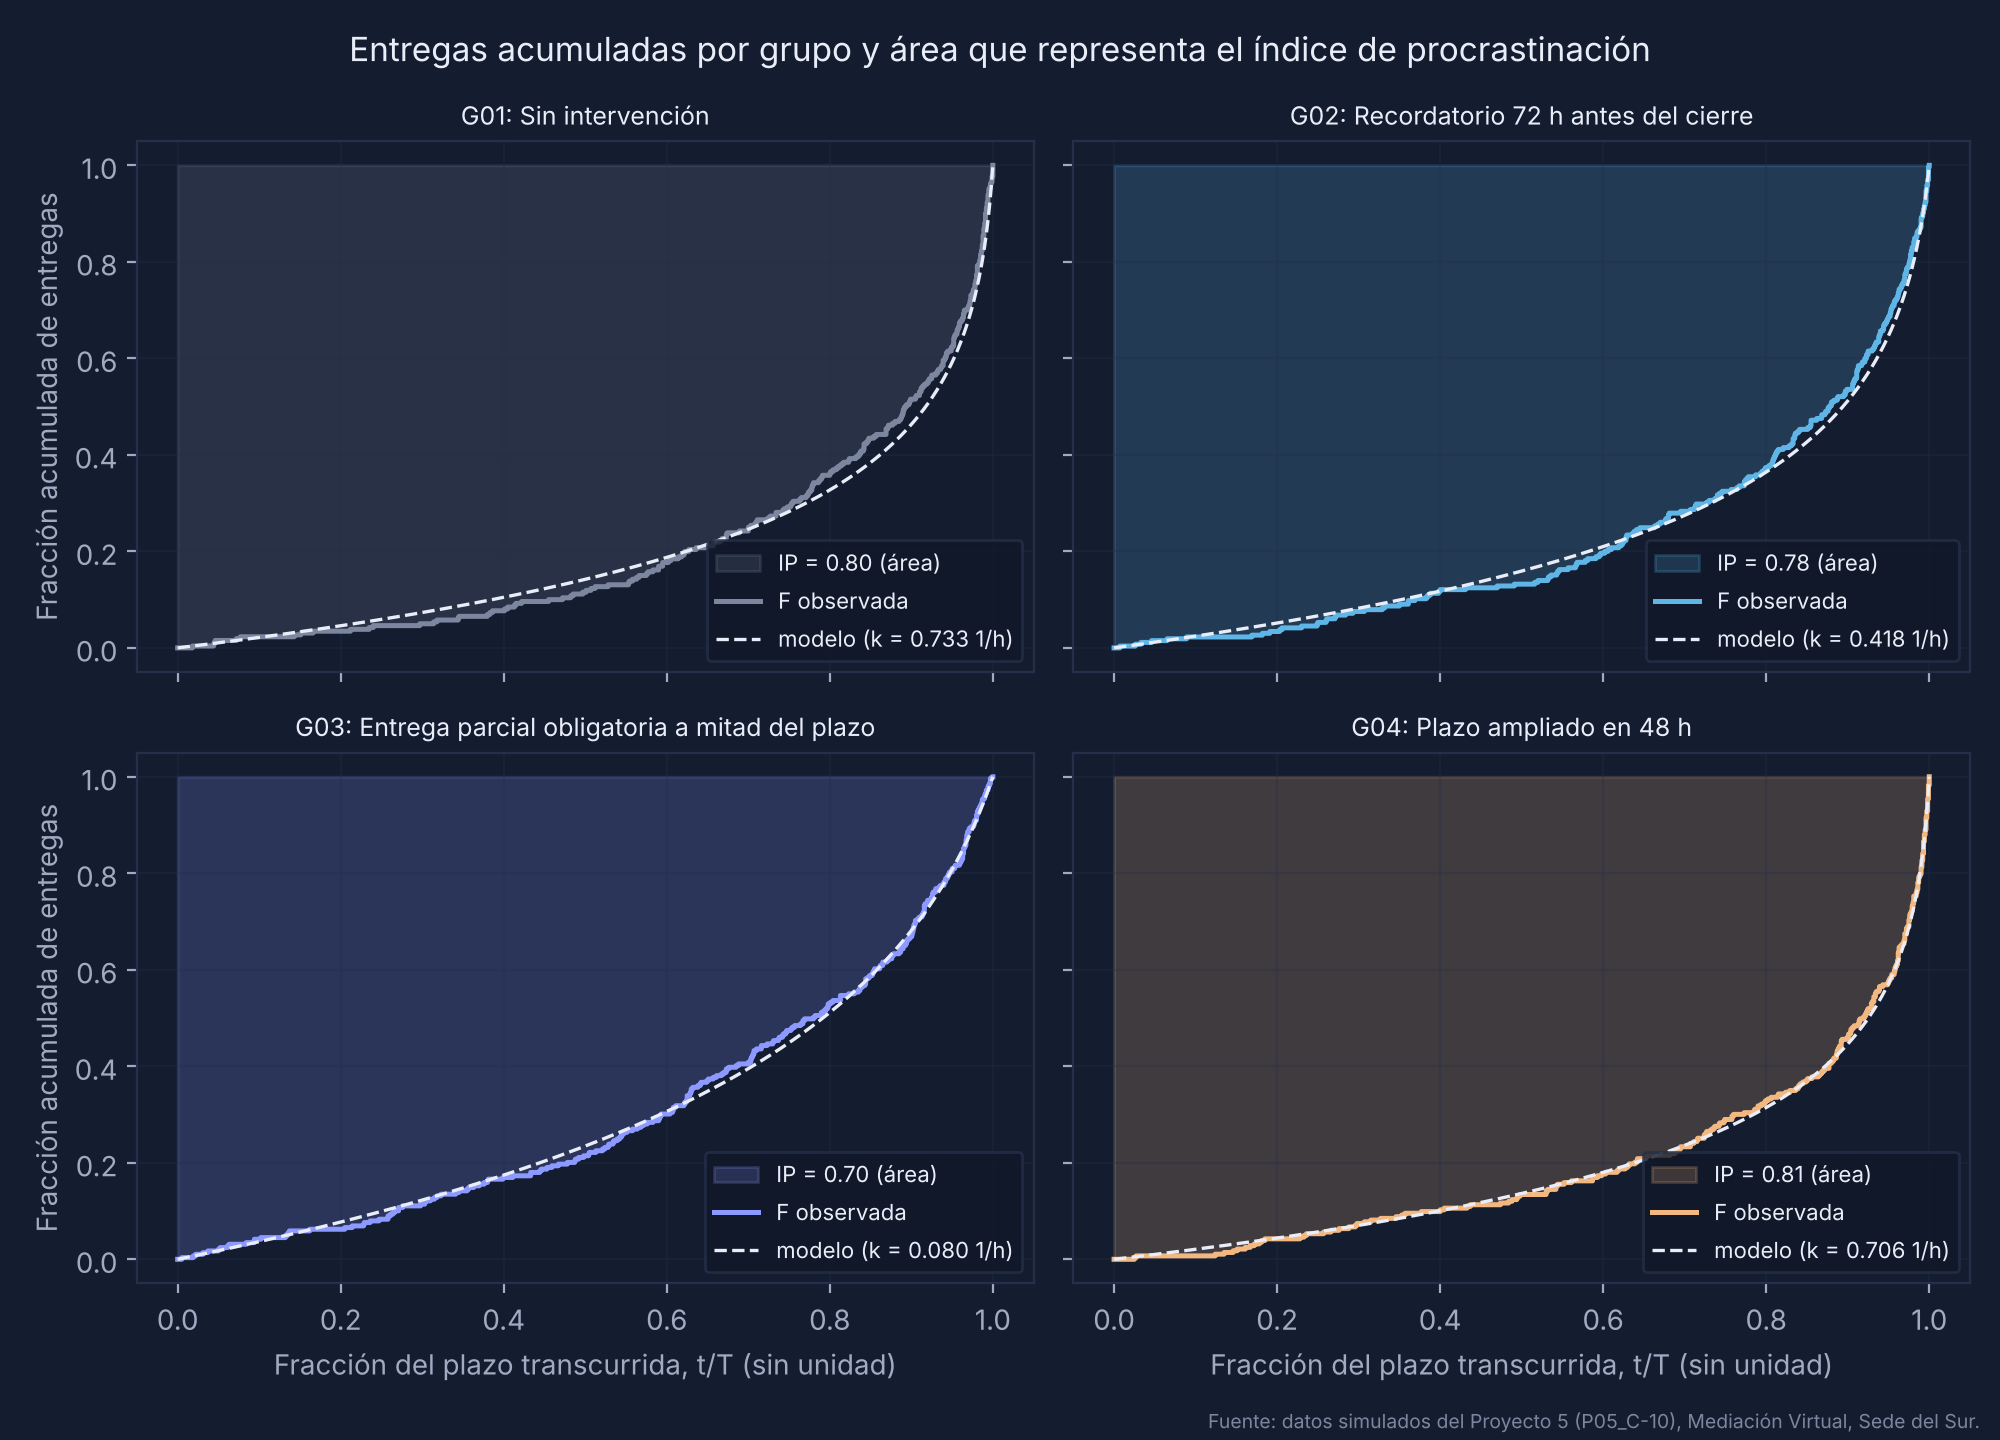 Entregas acumuladas por grupo y área que representa el índice de procrastinación
G01: Sin intervención
Fracción acumulada de entregas
1.0
0.8
0.6
0.4
0.2
0.0
IP = 0.80 (área)
F observada
modelo (k = 0.733 1/h)
G02: Recordatorio 72 h antes del cierre
IP = 0.78 (área)
F observada
modelo (k = 0.418 1/h)
G03: Entrega parcial obligatoria a mitad del plazo
Fracción acumulada de entregas
1.0
0.8
0.6
0.4
0.2
0.0
IP = 0.70 (área)
F observada
modelo (k = 0.080 1/h)
0.0 0.2 0.4 0.6 0.8 1.0
Fracción del plazo transcurrida, t/T (sin unidad)
G04: Plazo ampliado en 48 h
IP = 0.81 (área)
F observada
modelo (k = 0.706 1/h)
0.0 0.2 0.4 0.6 0.8 1.0
Fracción del plazo transcurrida, t/T (sin unidad)
Fuente: datos simulados del Proyecto 5 (P05_C-10), Mediación Virtual, Sede del Sur.